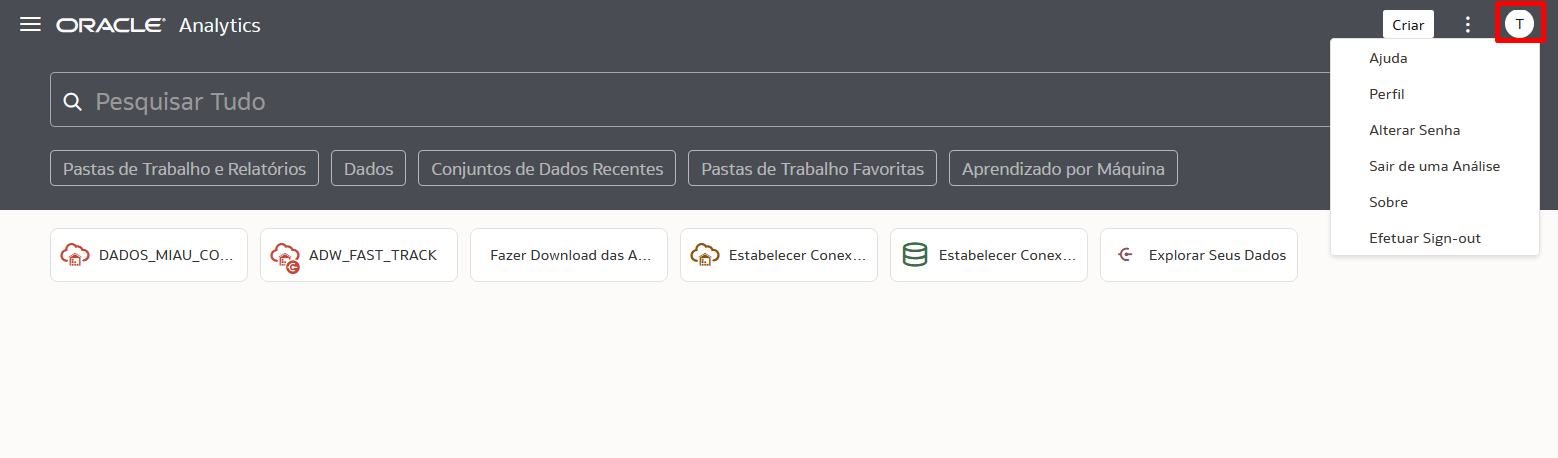 ORACLE Analytics
Criar
T
Pesquisar Tudo
Pastas de Trabalho e Relatórios
Dados
Conjuntos de Dados Recentes
Pastas de Trabalho Favoritas
Aprendizado por Máquina
Ajuda
Perfil
Alterar Senha
Sair de uma Análise
Sobre
Efetuar Sign-out
DADOS_MIAU_CO...
ADW_FAST_TRACK
Fazer Download das A...
Estabelecer Conex...
Estabelecer Conex...
Explorar Seus Dados